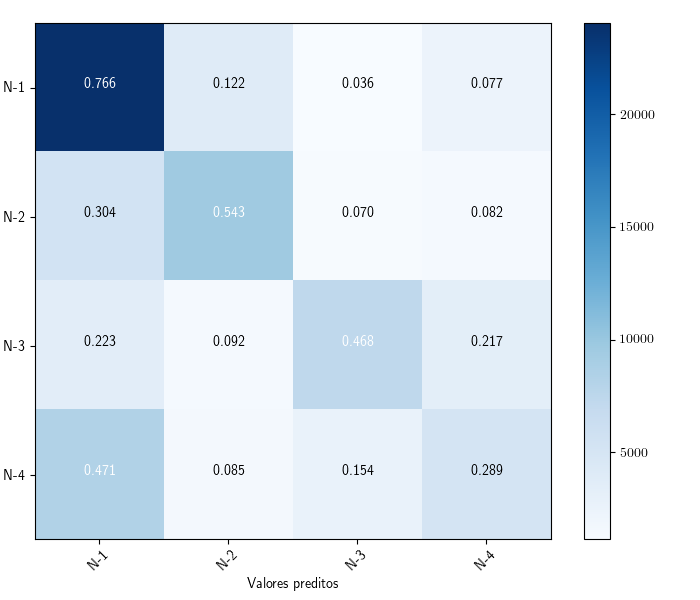 N-1 0.766 0.122 0.036 0.077
N-2 0.304 0.543 0.070 0.082
N-3 0.223 0.092 0.468 0.217
N-4 0.471 0.085 0.154 0.289
N-1 N-2 N-3 N-4
Valores preditos
20000
15000
10000
5000